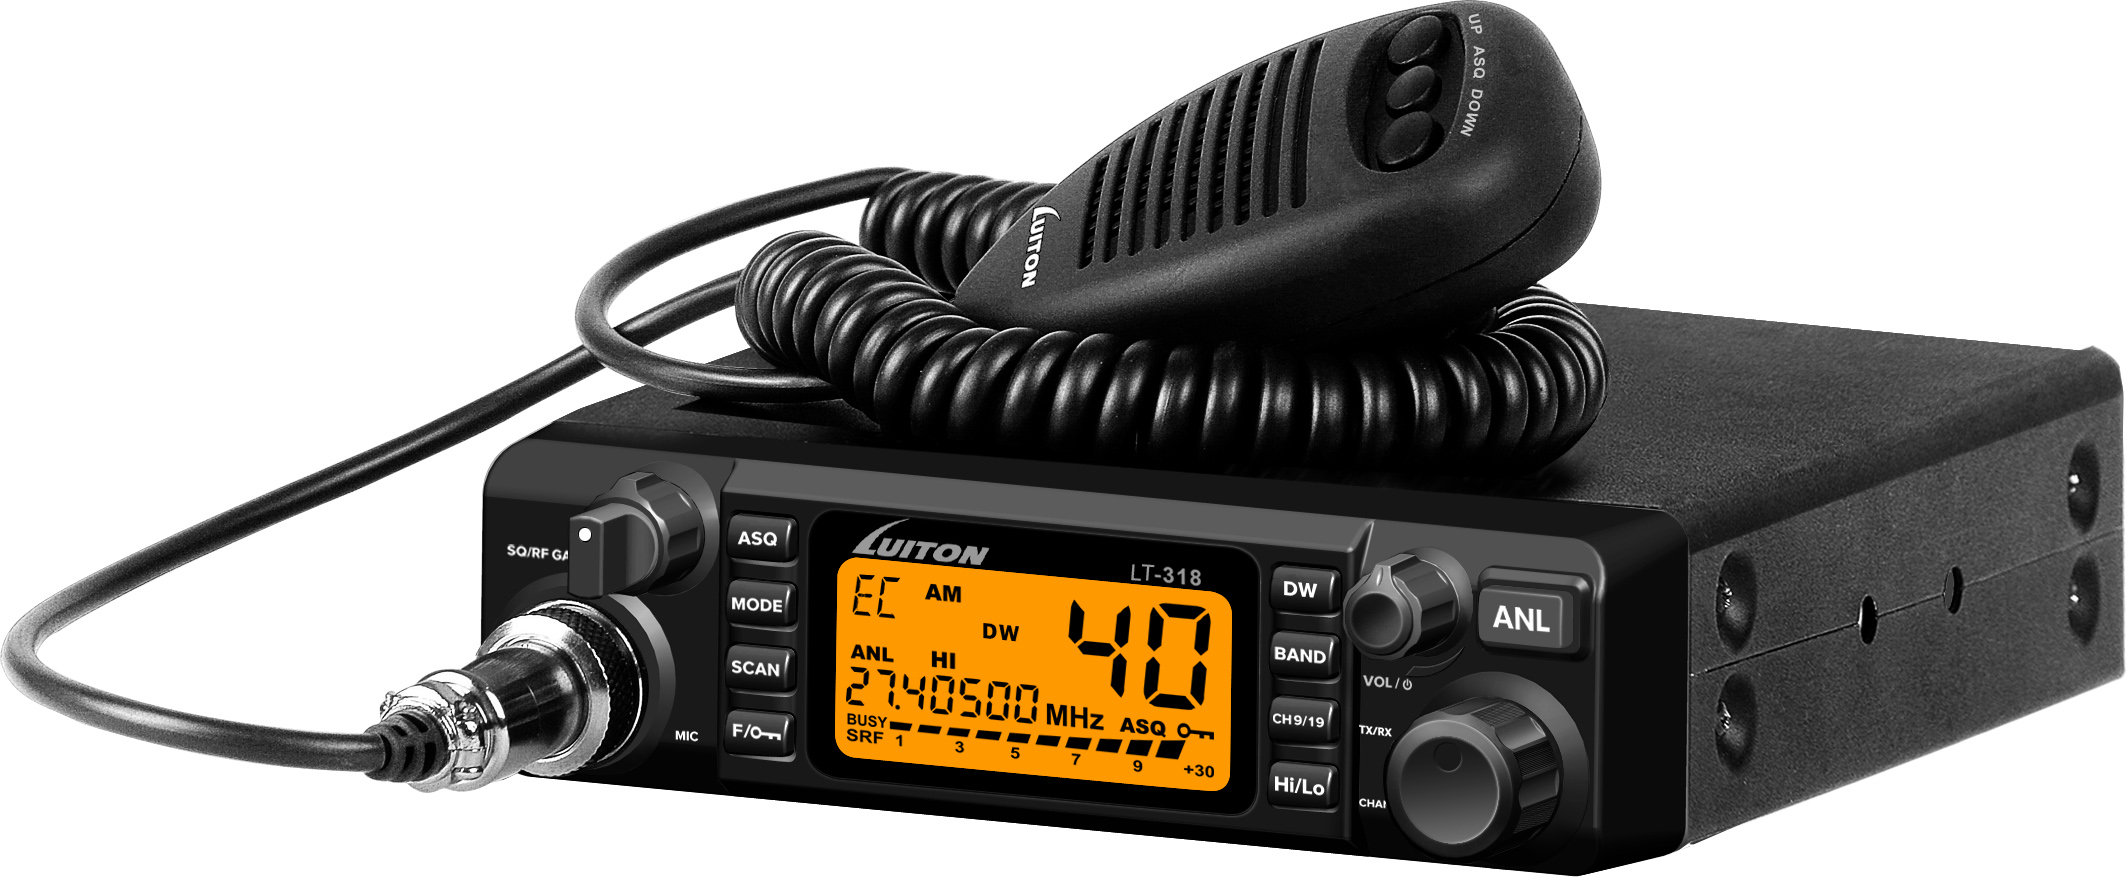 UP ASQ DOWN
LUITON
SQ/RF GA
MIC
ASQ
MODE
SCAN
F/
LUITON
LT-318
EC AM
DW
40
ANL HI
27.40500 MHz
ASQ
BUSY
SRF
1 3 5 7 9 +30
DW
BAND
CH9/19
Hi/Lo
ANL
VOL/
TX/RX
CHAN